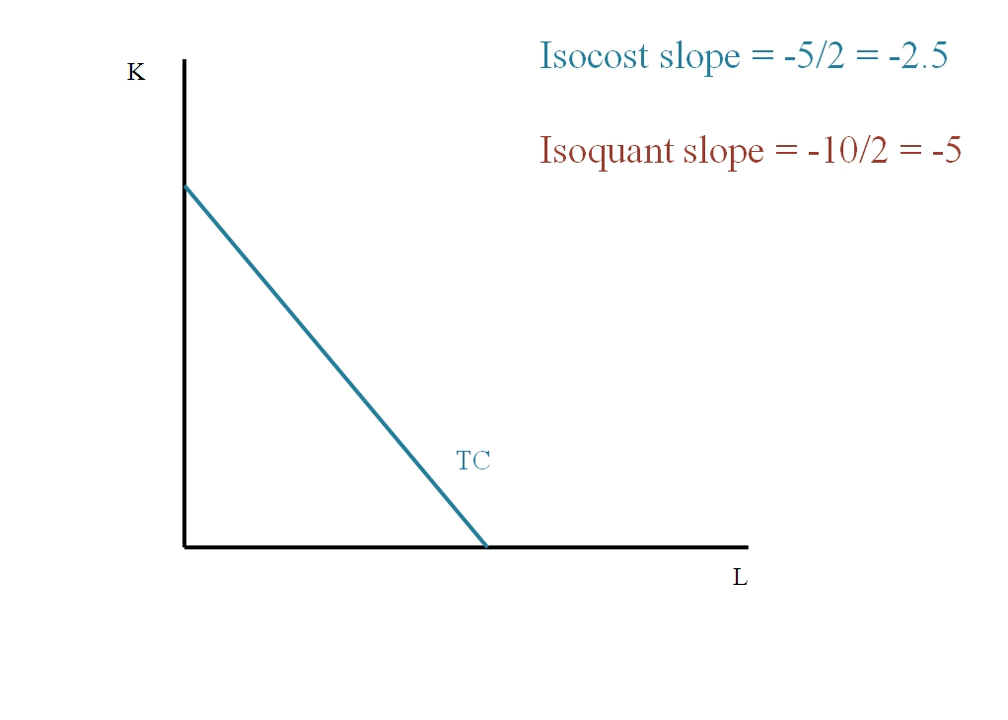 K
Isocost slope = -5/2 = -2.5
Isoquant slope = -10/2 = -5
TC
L